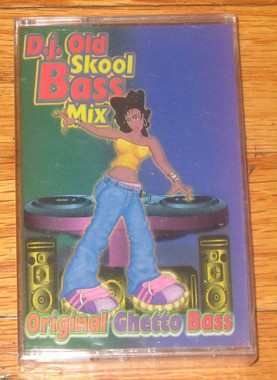 D.j. Old
Skool
Bass
Mix
Original Ghetto Bass